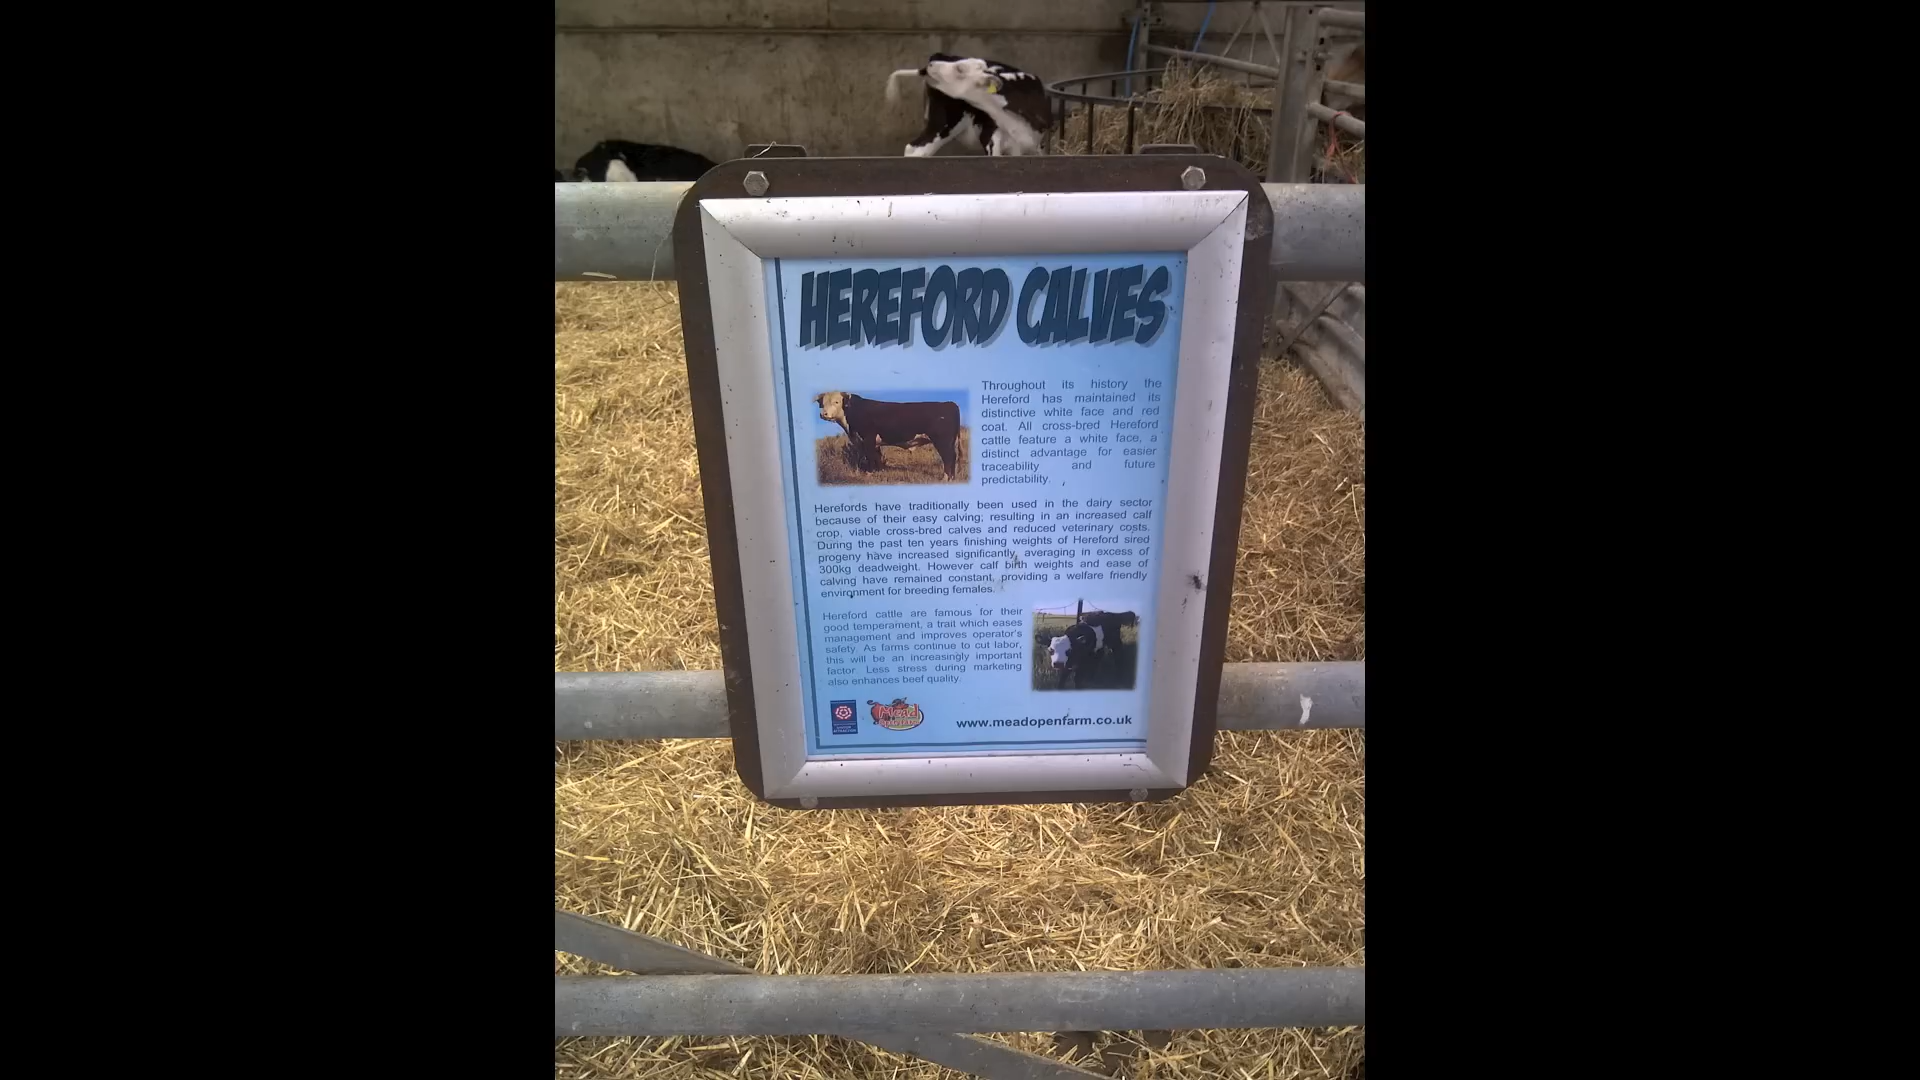 HEREFORD CALVES
Throughout its history the
Hereford has maintained its
distinctive white face and red
coat. All cross-bred Hereford
cattle feature a white face, a
distinct advantage for easier
traceability and future
predictability.
Herefords have traditionally been used in the dairy sector
because of their easy calving, resulting in an increased calf
crop, viable cross-bred calves and reduced veterinary costs.
During the past ten years finishing weights of Hereford sired
progeny have increased significantly, averaging in excess of
300kg deadweight. However calf birth weights and ease of
calving have remained constant, providing a welfare friendly
environment for breeding females.
Hereford cattle are famous for their
good temperament, a trait which eases
management and improves operator's
safety. As farms continue to cut labor,
this will be an increasingly important
factor. Less stress during marketing
also enhances beef quality.
Mead
www.meadopenfarm.co.uk